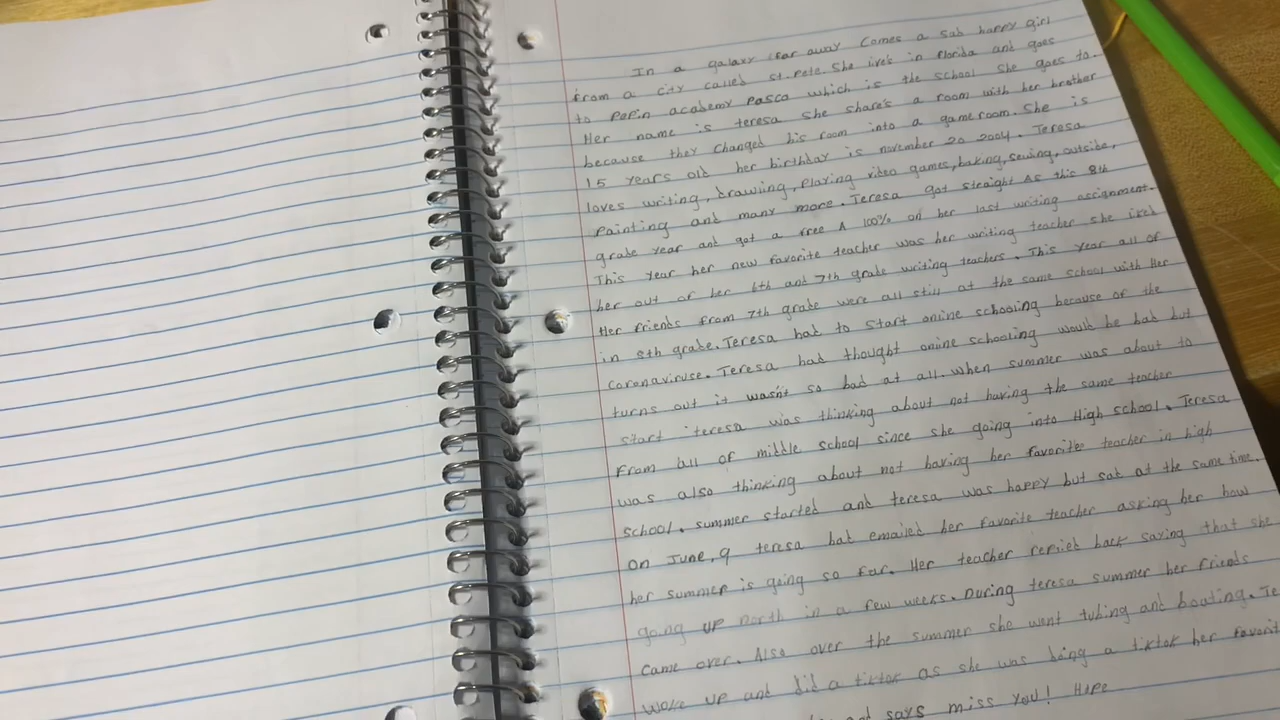 In a galaxy far away comes a sad happy girl
from a city called st. Pete. She live's in florida and goes
to Pepin academy Pasco which is the school she goes to.
Her name is teresa she share's a room with her brother
because they changed his room into a gameroom. She is
15 years old her birthday is november 20 2004. Teresa
loves writing, drawing, Playing video games, baking, sewing, outside,
Painting and many more. Teresa got straight As this 8th
grade year and got a free A 100% on her last writing assignment.
This year her new favorite teacher was her writing teacher she liked
her out of her 6th and 7th grade writing teachers. This year all of
Her friends from 7th grade were all still at the same school with Her
in 8th grade. Teresa had to start onine schooling because of the
coronaviruse. Teresa had thought onine schooling would be bad but
turns out it wasn't so bad at all. when summer was about to
start teresa was thinking about not having the same teacher
From all of middle school since she going into High school. Teresa
was also thinking about not having her favorite teacher in high
school. summer started and teresa was happy but sad at the same time.
on June, 9 teresa had emailed her favorite teacher asking her how
her summer is going so far. Her teacher replied back saying that she
going up north in a few weeks. During teresa summer her friends
came over. Also over the summer she went tubing and boating. Te
woke up and did a tiktok as she was doing a tiktok her favorit
says miss you! Hope